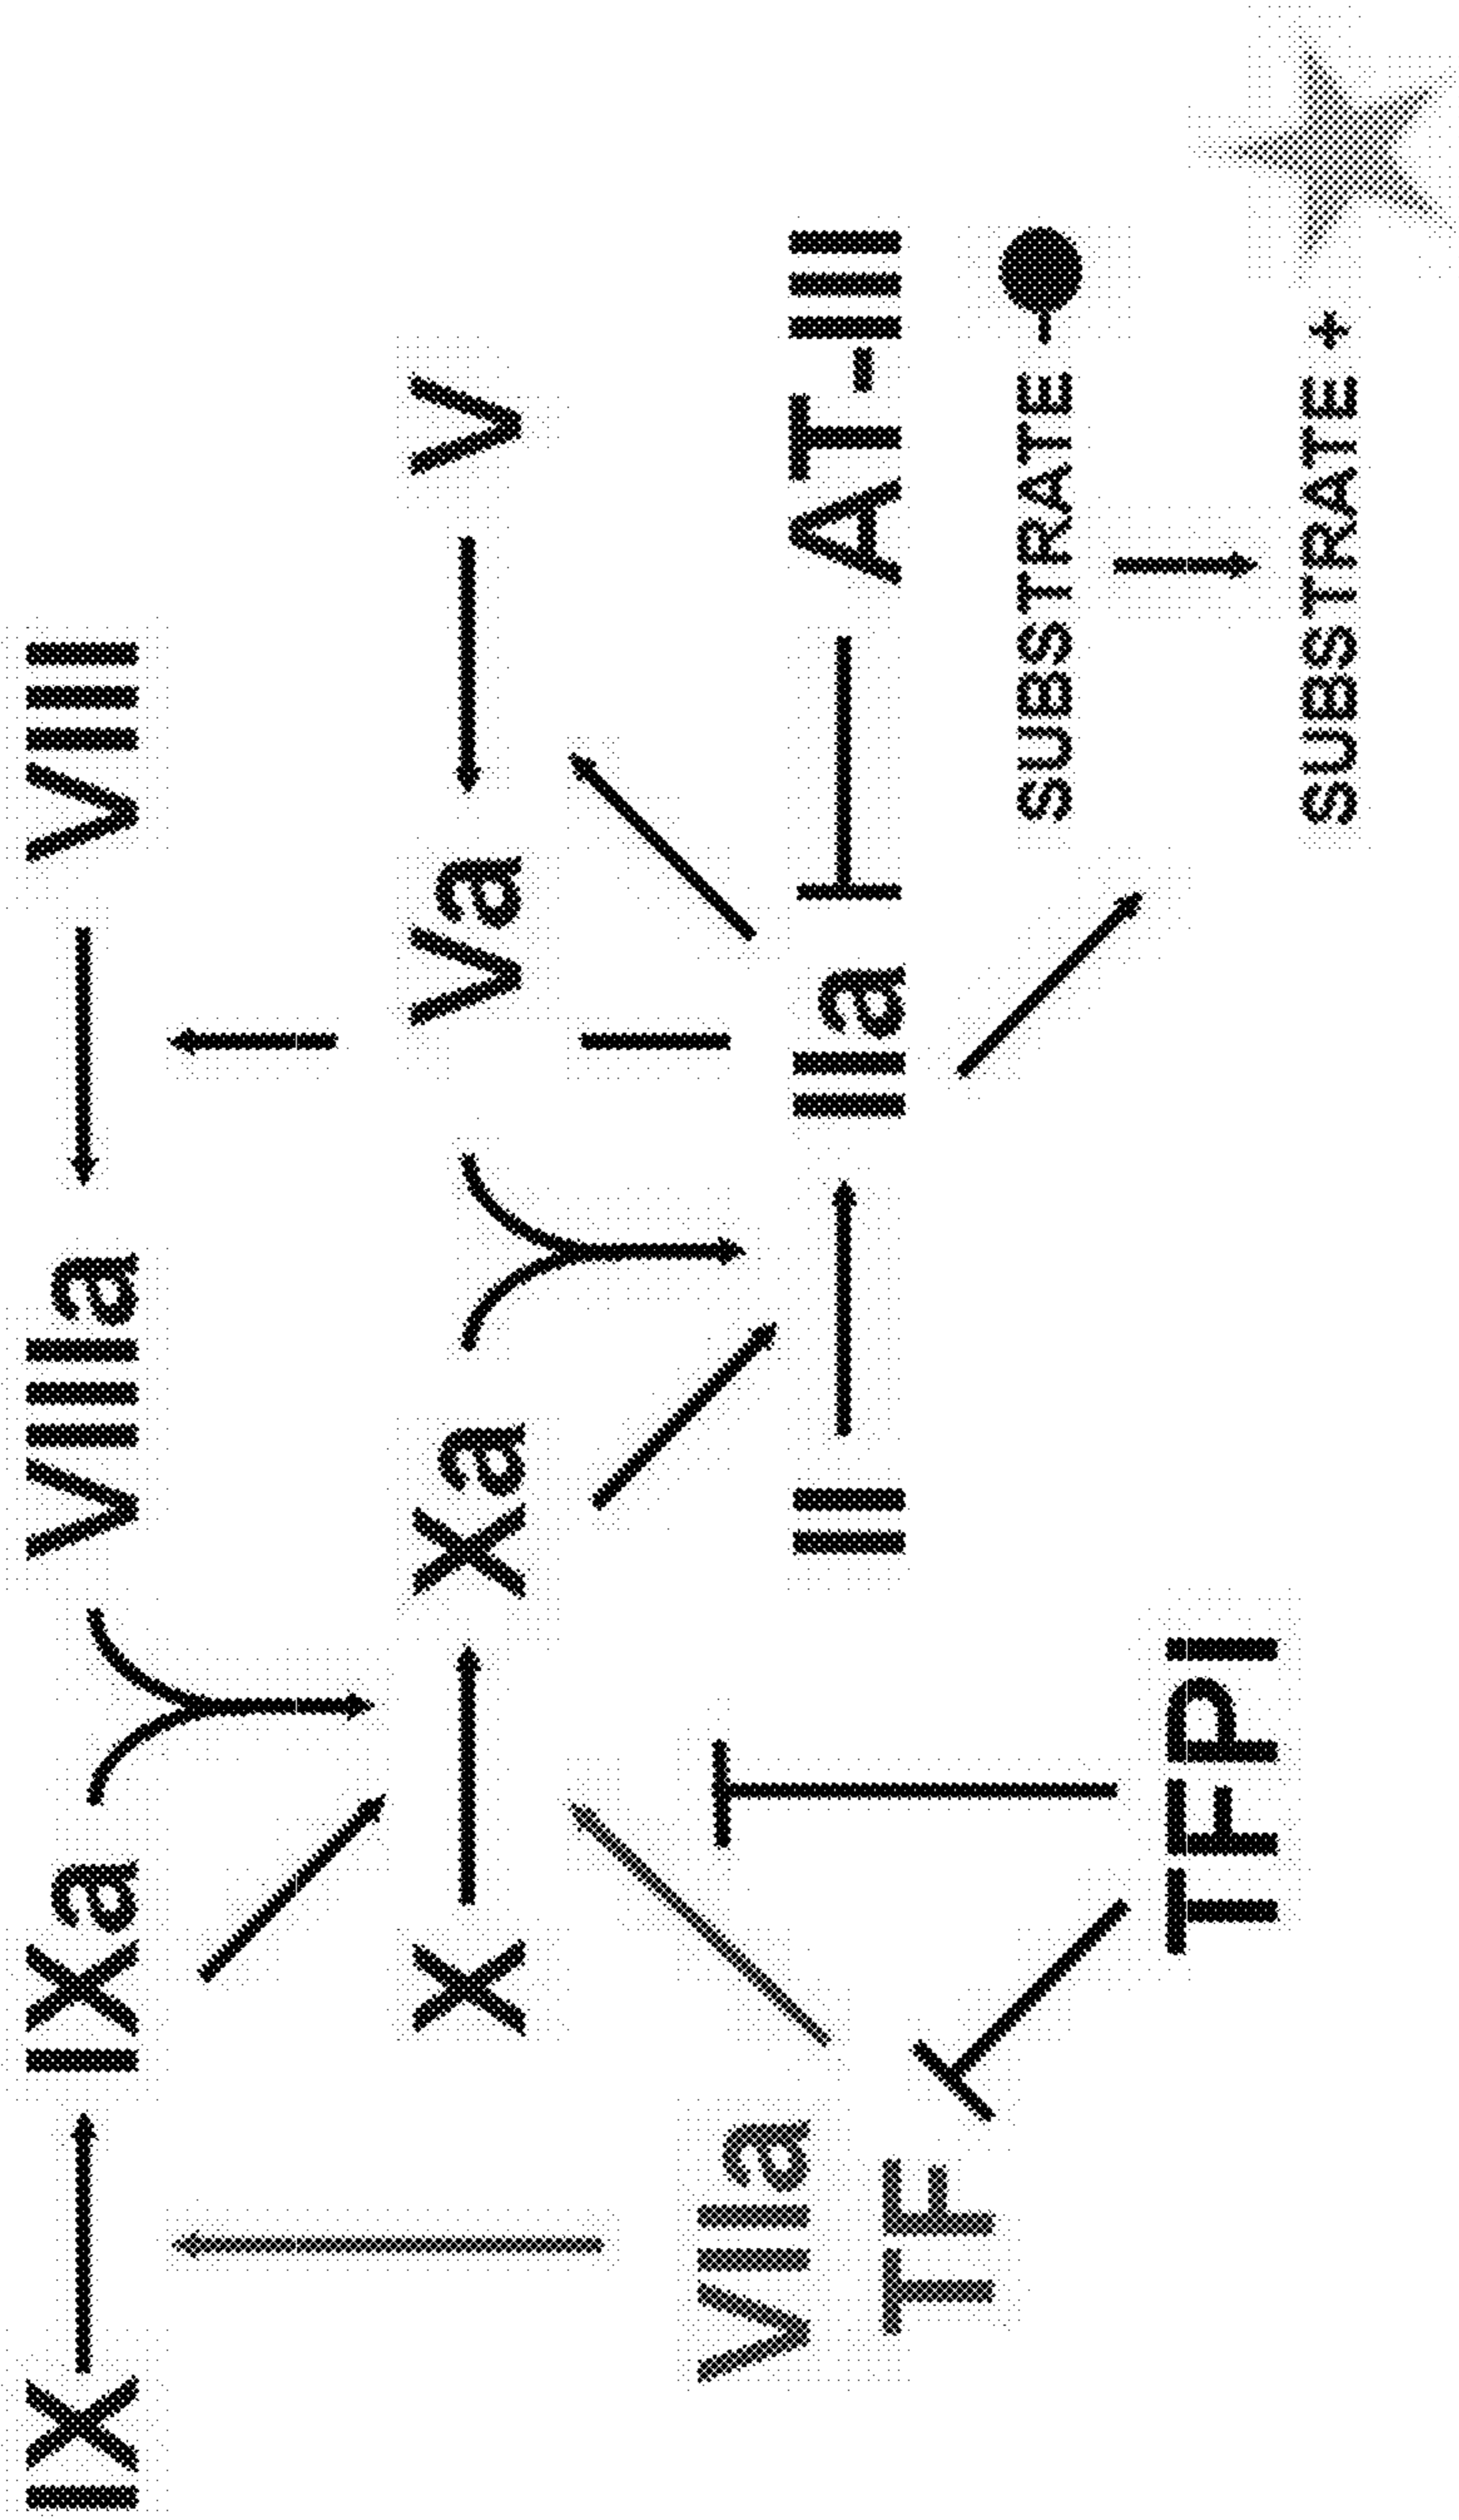 IX IXa VIIIa VIII
X Xa Va V
VIIa
TF
II IIa AT-III
SUBSTRATE
TFPI
SUBSTRATE +